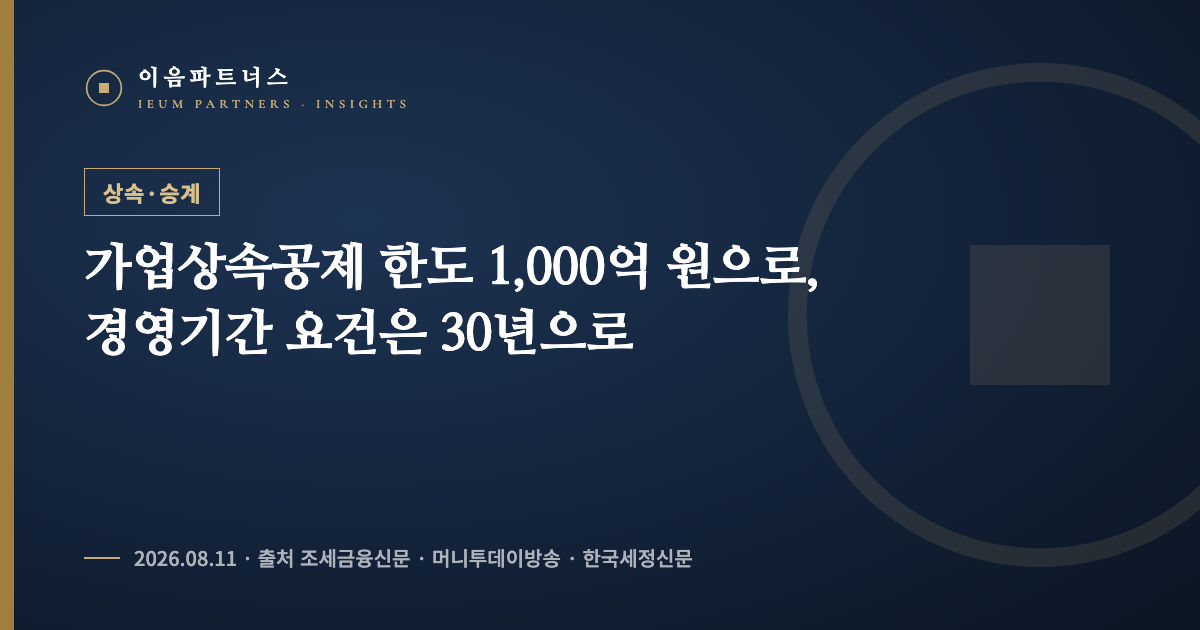 이음파트너스
IEUM PARTNERS · INSIGHTS
상속·승계
가업상속공제 한도 1,000억 원으로,
경영기간 요건은 30년으로
2026.08.11 · 출처 조세금융신문 · 머니투데이방송 · 한국세정신문